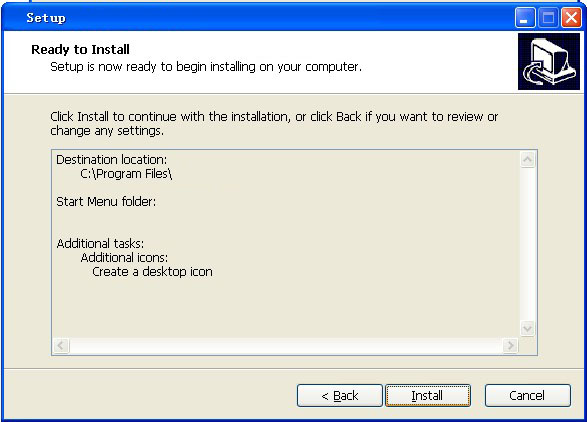 Setup
Ready to Install
Setup is now ready to begin installing on your computer.
Click Install to continue with the installation, or click Back if you want to review or
change any settings.
Destination location:
C:\Program Files\
Start Menu folder:
Additional tasks:
Additional icons:
Create a desktop icon
< Back
Install
Cancel